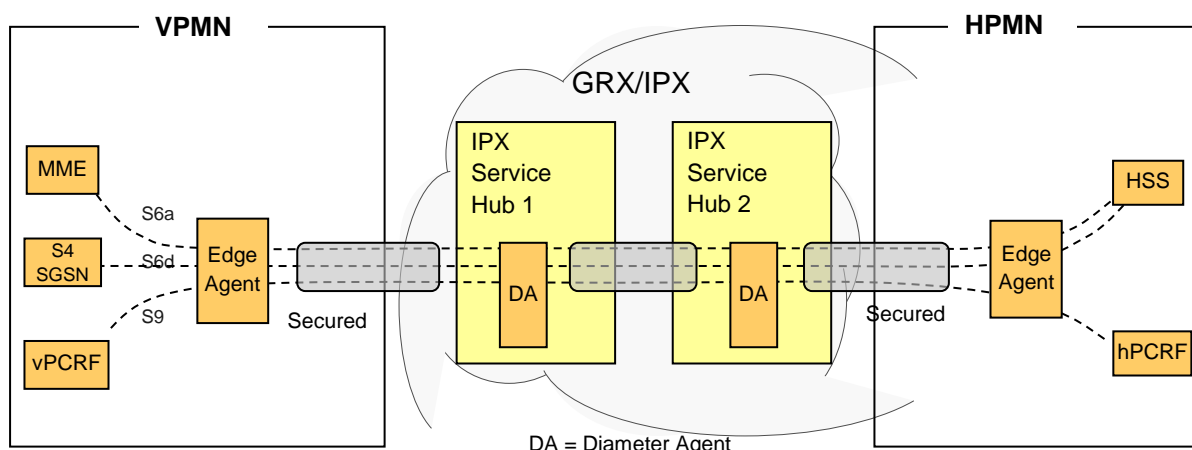 VPMN
HPMN
GRX/IPX
IPX
Service
Hub 1
IPX
Service
Hub 2
MME
HSS
S6a
S4
SGSN
S6d
Edge
Agent
Edge
Agent
DA
DA
S9
Secured
Secured
vPCRF
hPCRF
DA = Diameter Agent